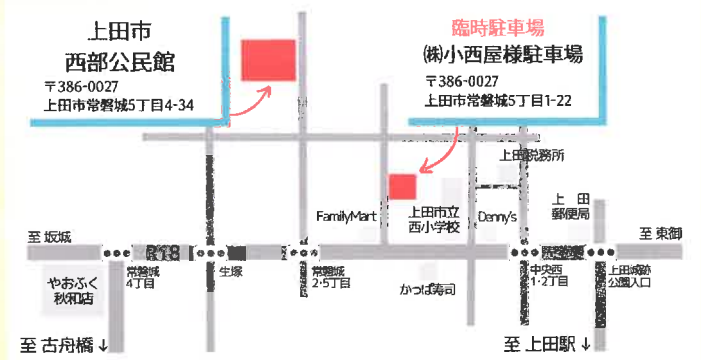 上田市
西部公民館
〒386-0027
上田市常磐城5丁目4-34
臨時駐車場
㈱小西屋様駐車場
〒386-0027
上田市常磐城5丁目1-22
上田税務所
FamilyMart
上田市立
西小学校
Denny's
上田
郵便局
至 坂城
至 東御
R18
やおふく
秋和店
常磐城
4丁目
生塚
常磐城
2・5丁目
かっぱ寿司
中央西
1・2丁目
上田城跡
公園入口
至 古舟橋↓
至 上田駅↓